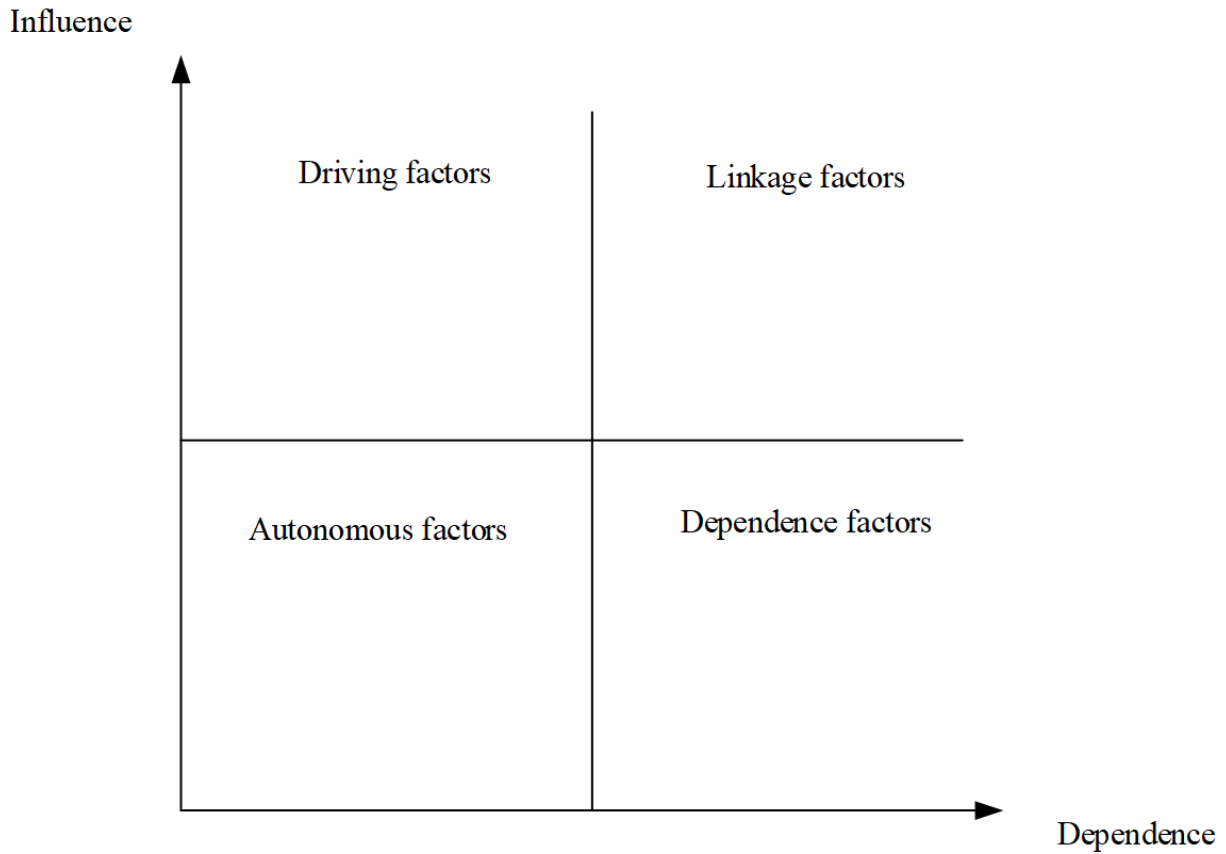 Influence
Driving factors
Linkage factors
Autonomous factors
Dependence factors
Dependence